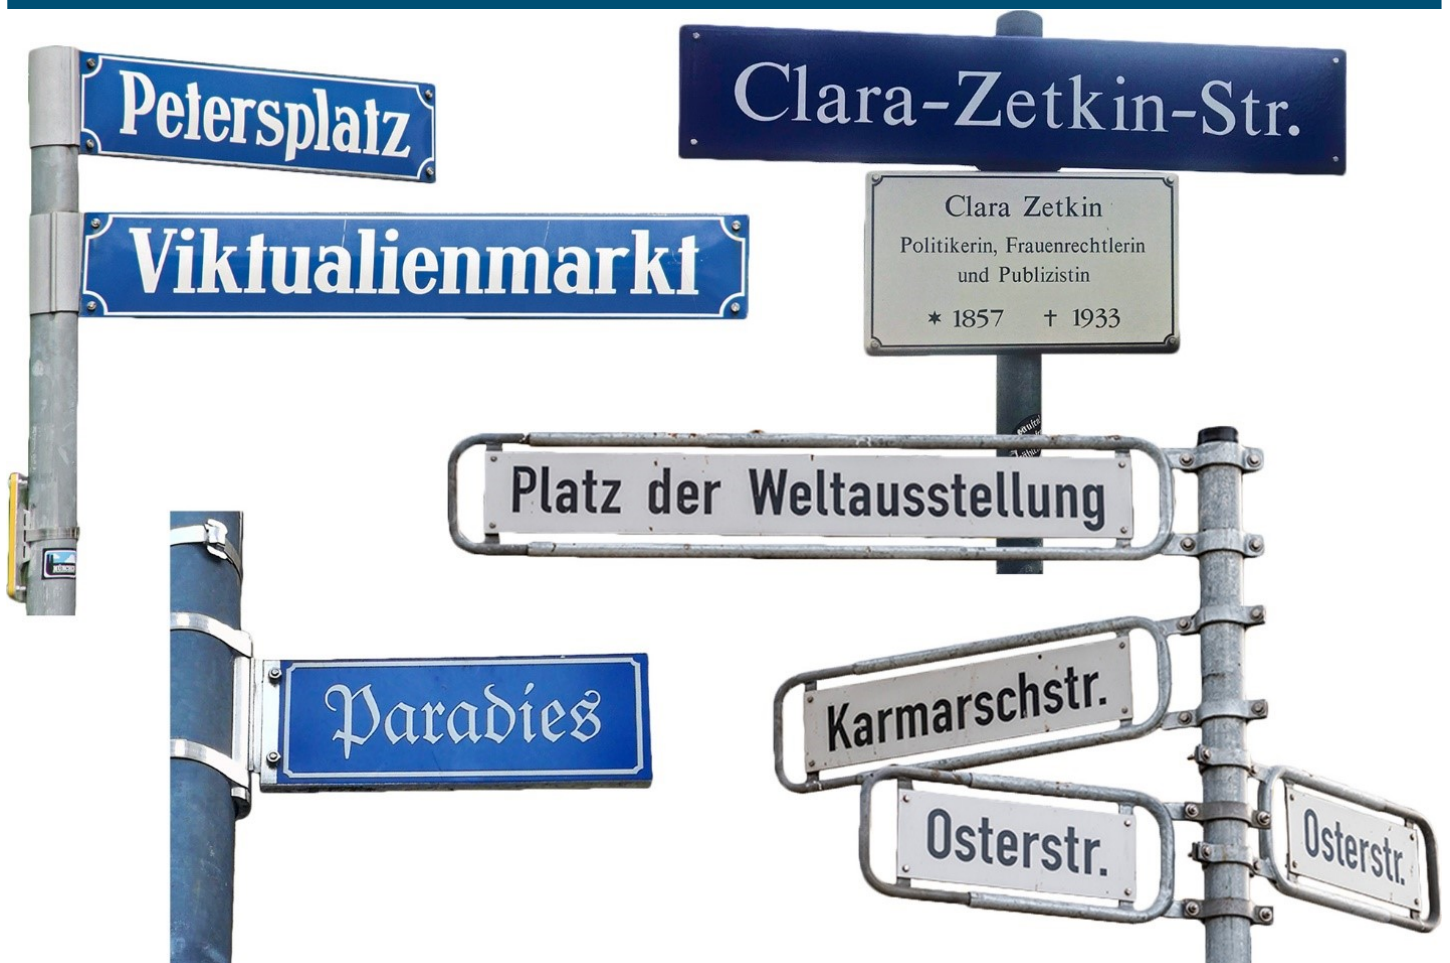 Petersplatz
Viktualienmarkt
Clara-Zetkin-Str.
Clara Zetkin
Politikerin, Frauenrechtlerin
und Publizistin
* 1857 † 1933
Platz der Weltausstellung
Karmarschstr.
Osterstr.
Osterstr.
Paradies